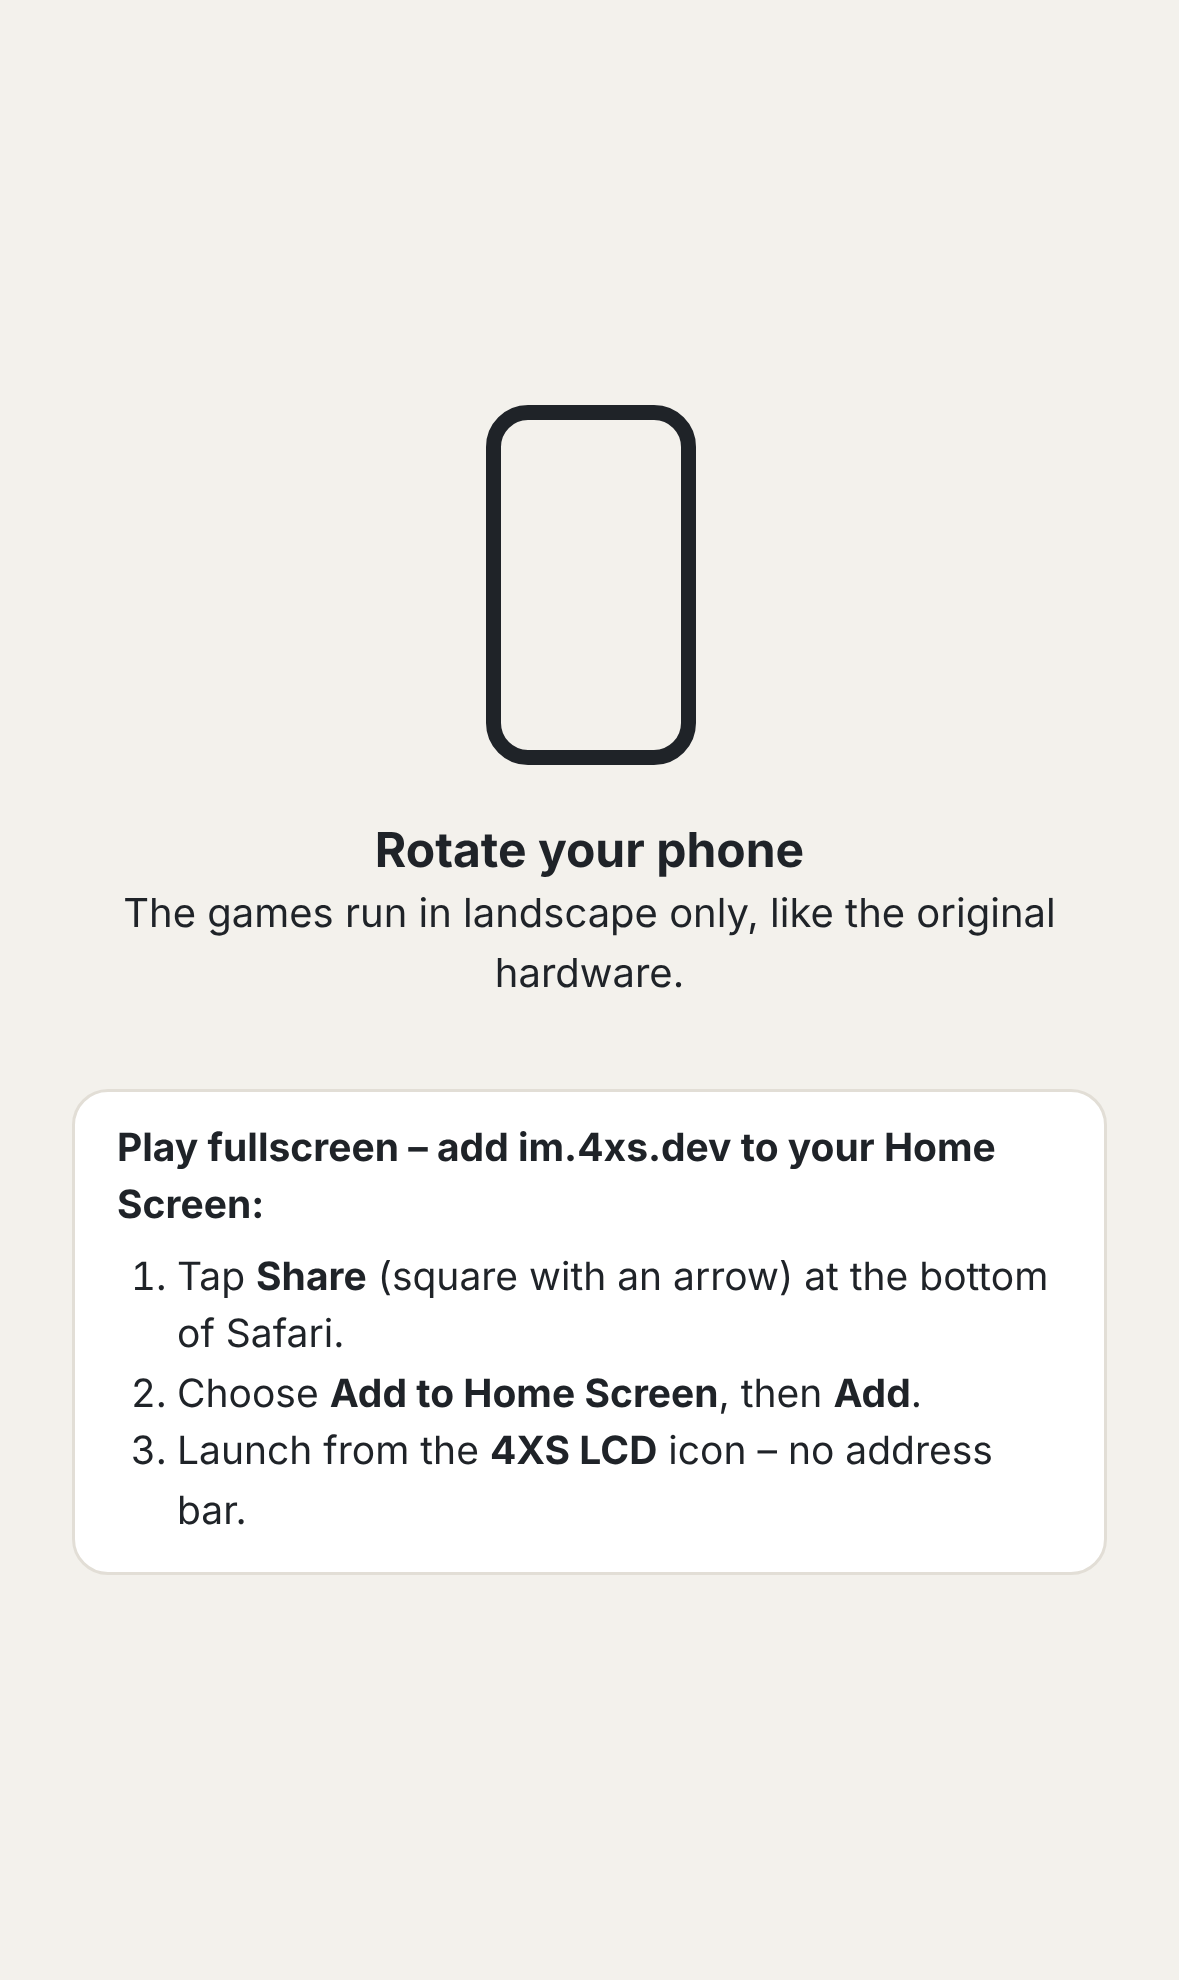 Rotate your phone
The games run in landscape only, like the original
hardware.
Play fullscreen – add im.4xs.dev to your Home
Screen:
1. Tap Share (square with an arrow) at the bottom
of Safari.
2. Choose Add to Home Screen, then Add.
3. Launch from the 4XS LCD icon – no address
bar.